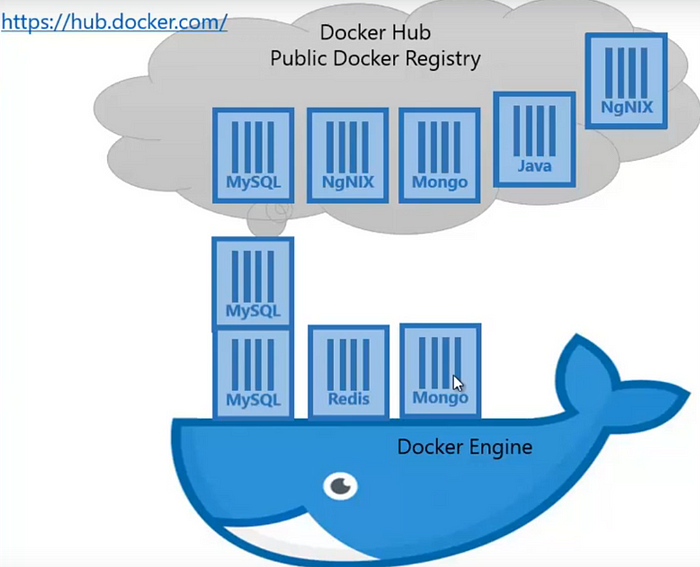 https://hub.docker.com/
Docker Hub
Public Docker Registry
NgNIX
MySQL
NgNIX
Mongo
Java
MySQL
MySQL
Redis
Mongo
Docker Engine